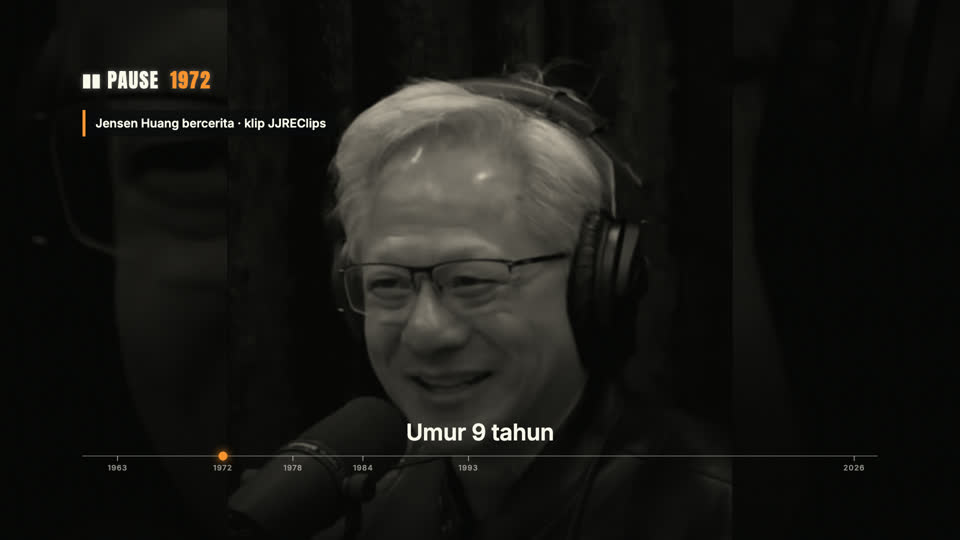 PAUSE 1972
Jensen Huang bercerita · klip JJREClips
Umur 9 tahun
1963 1972 1978 1984 1993 2026